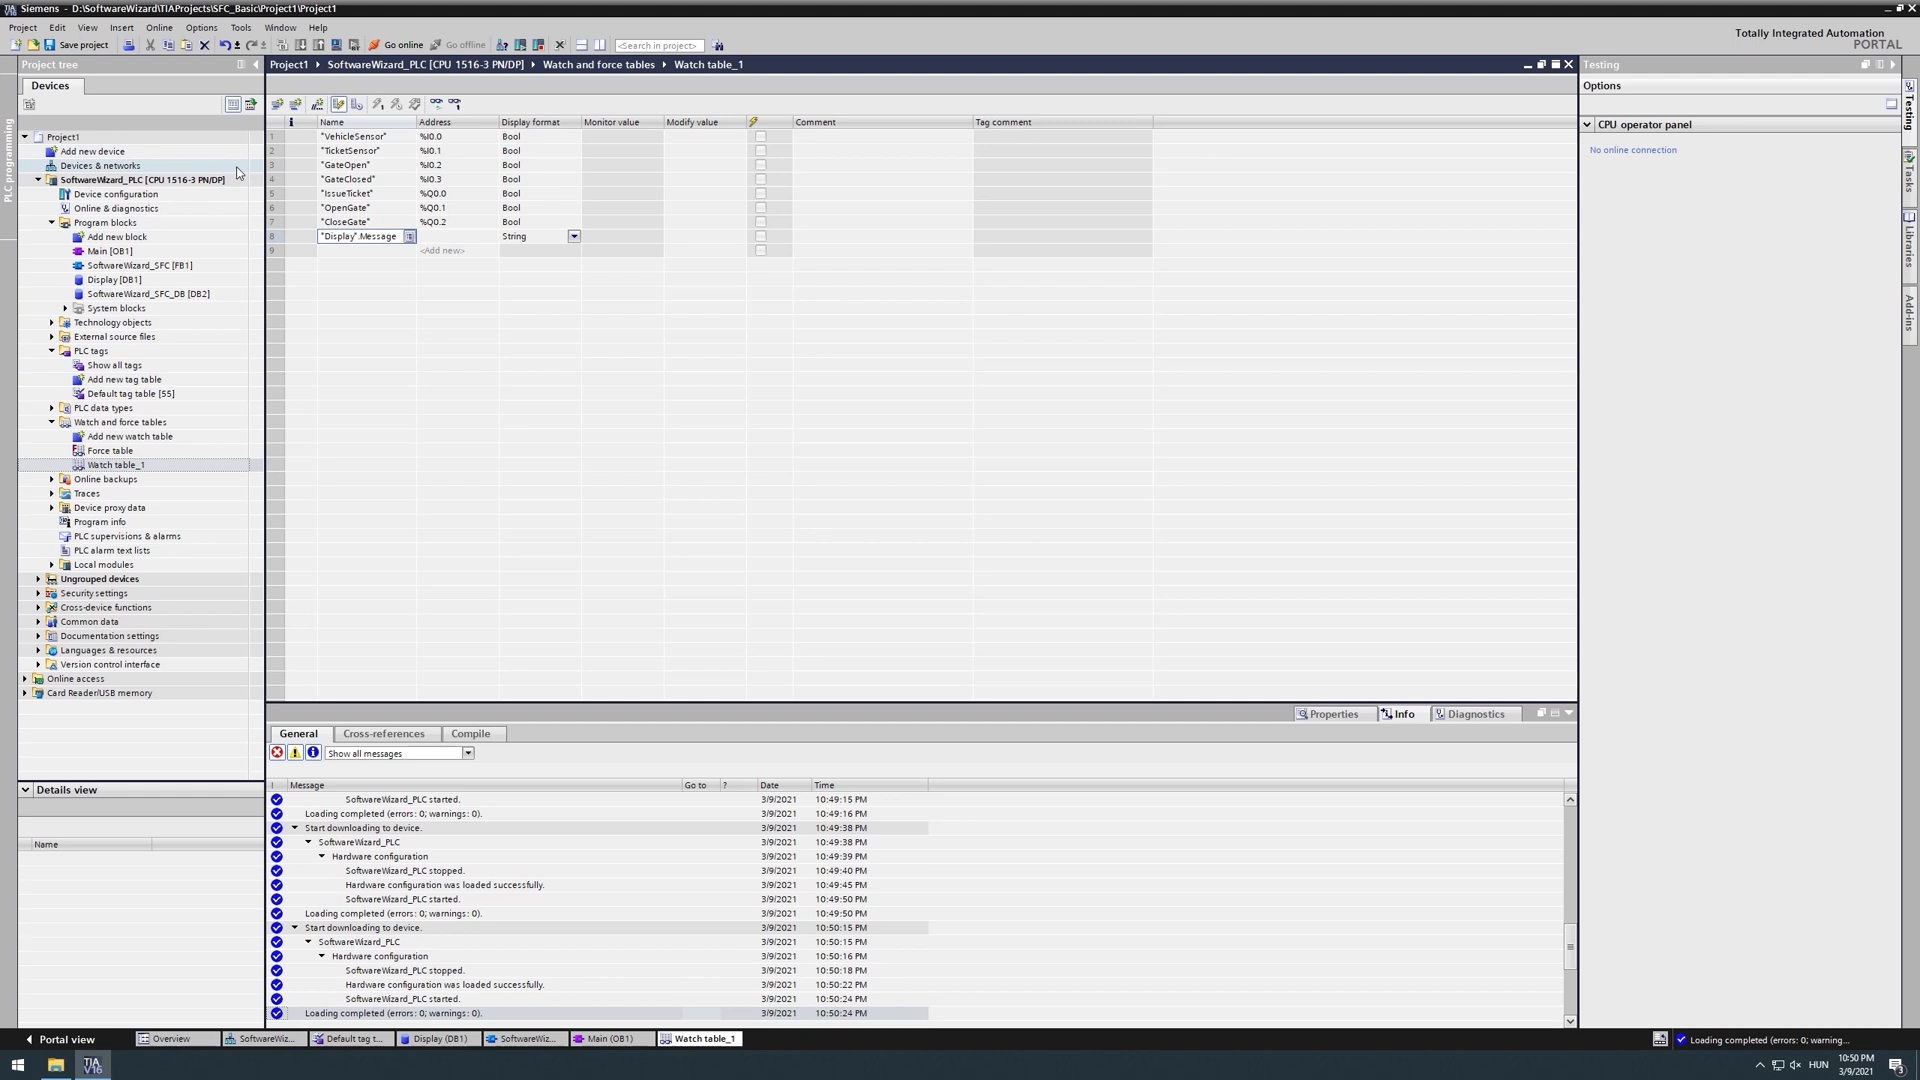 Siemens - D:\SoftwareWizard\TIAProjects\SFC_Basic\Project1\Project1
Project Edit View Insert Online Options Tools Window Help
Totally Integrated Automation
PORTAL
Save project
Go online
Go offline
<Search in project>
Project tree
Project1 › SoftwareWizard_PLC [CPU 1516-3 PN/DP] › Watch and force tables › Watch table_1
Testing
Devices
Options
PLC programming
Project1
Add new device
Devices & networks
SoftwareWizard_PLC [CPU 1516-3 PN/DP]
Device configuration
Online & diagnostics
Program blocks
Add new block
Main [OB1]
SoftwareWizard_SFC [FB1]
Display [DB1]
SoftwareWizard_SFC_DB [DB2]
System blocks
Technology objects
External source files
PLC tags
Show all tags
Add new tag table
Default tag table [55]
PLC data types
Watch and force tables
Add new watch table
Force table
Watch table_1
Online backups
Traces
Device proxy data
Program info
PLC supervisions & alarms
PLC alarm text lists
Local modules
Ungrouped devices
Security settings
Cross-device functions
Common data
Documentation settings
Languages & resources
Version control interface
Online access
Card Reader/USB memory
Details view
Name
i Name Address Display format Monitor value Modify value Comment Tag comment
1 "VehicleSensor" %I0.0 Bool
2 "TicketSensor" %I0.1 Bool
3 "GateOpen" %I0.2 Bool
4 "GateClosed" %I0.3 Bool
5 "IssueTicket" %Q0.0 Bool
6 "OpenGate" %Q0.1 Bool
7 "CloseGate" %Q0.2 Bool
8 "Display".Message String
9 <Add new>
CPU operator panel
No online connection
Testing
Tasks
Libraries
Add-ins
Properties Info Diagnostics
General Cross-references Compile
Show all messages
! Message Go to ? Date Time
SoftwareWizard_PLC started. 3/9/2021 10:49:15 PM
Loading completed (errors: 0; warnings: 0). 3/9/2021 10:49:16 PM
Start downloading to device. 3/9/2021 10:49:38 PM
SoftwareWizard_PLC 3/9/2021 10:49:38 PM
Hardware configuration 3/9/2021 10:49:39 PM
SoftwareWizard_PLC stopped. 3/9/2021 10:49:40 PM
Hardware configuration was loaded successfully. 3/9/2021 10:49:45 PM
SoftwareWizard_PLC started. 3/9/2021 10:49:50 PM
Loading completed (errors: 0; warnings: 0). 3/9/2021 10:49:50 PM
Start downloading to device. 3/9/2021 10:50:15 PM
SoftwareWizard_PLC 3/9/2021 10:50:15 PM
Hardware configuration 3/9/2021 10:50:16 PM
SoftwareWizard_PLC stopped. 3/9/2021 10:50:18 PM
Hardware configuration was loaded successfully. 3/9/2021 10:50:22 PM
SoftwareWizard_PLC started. 3/9/2021 10:50:24 PM
Loading completed (errors: 0; warnings: 0). 3/9/2021 10:50:24 PM
Portal view
Overview
SoftwareWiz...
Default tag t...
Display (DB1)
SoftwareWiz...
Main (OB1)
Watch table_1
Loading completed (errors: 0; warning...
TIA V16
HUN
10:50 PM
3/9/2021
3